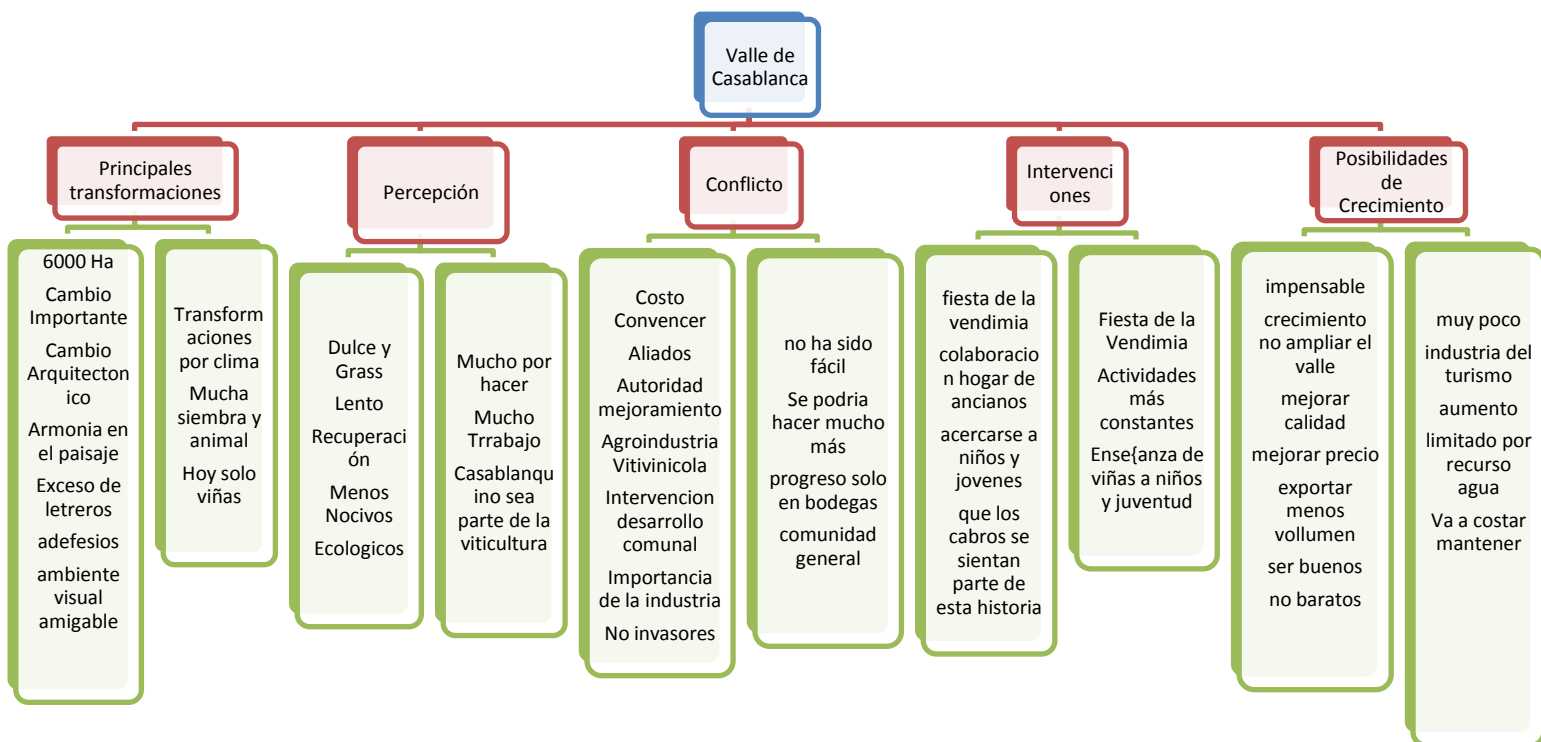 Valle de
Casablanca
Principales
transformaciones
6000 Ha
Cambio
Importante
Cambio
Arquitecton
ico
Armonia en
el paisaje
Exceso de
letreros
adefesios
ambiente
visual
amigable
Transform
aciones
por clima
Mucha
siembra y
animal
Hoy solo
viñas
Percepción
Dulce y
Grass
Lento
Recuperaci
ón
Menos
Nocivos
Ecologicos
Mucho por
hacer
Mucho
Trrabajo
Casablanqu
ino sea
parte de la
viticultura
Conflicto
Costo
Convencer
Aliados
Autoridad
mejoramiento
Agroindustria
Vitivinicola
Intervencion
desarrollo
comunal
Importancia
de la industria
No invasores
no ha sido
fácil
Se podria
hacer mucho
más
progreso solo
en bodegas
comunidad
general
Intervenci
ones
fiesta de la
vendimia
colaboracio
n hogar de
ancianos
acercarse a
niños y
jovenes
que los
cabros se
sientan
parte de
esta historia
Fiesta de la
Vendimia
Actividades
más
constantes
Ense{anza de
viñas a niños
y juventud
Posibilidades
de
Crecimiento
impensable
crecimiento
no ampliar el
valle
mejorar
calidad
mejorar precio
exportar
menos
vollumen
ser buenos
no baratos
muy poco
industria del
turismo
aumento
limitado por
recurso
agua
Va a costar
mantener